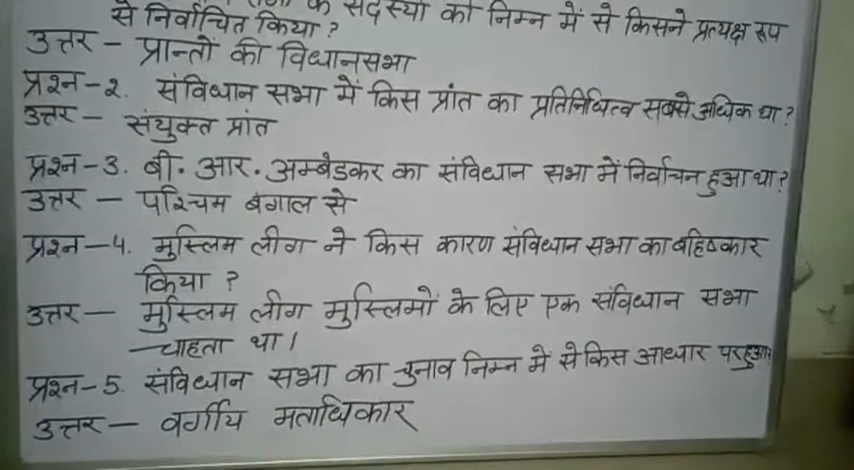 के सदस्यों को निम्न में से किसने प्रत्यक्ष रूप
से निर्वाचित किया ?
उत्तर - प्रान्तों की विधानसभा
प्रश्न-2. संविधान सभा में किस प्रांत का प्रतिनिधित्व सबसे अधिक था ?
उत्तर - संयुक्त प्रांत
प्रश्न-3. बी. आर. अम्बेडकर का संविधान सभा में निर्वाचन हुआ था ?
उत्तर - पश्चिम बंगाल से
प्रश्न-4. मुस्लिम लीग ने किस कारण संविधान सभा का बहिष्कार
किया ?
उत्तर - मुस्लिम लीग मुस्लिमों के लिए एक संविधान सभा
चाहता था।
प्रश्न-5. संविधान सभा का चुनाव निम्न में से किस आधार पर हुआ
उत्तर - वर्गीय मताधिकार